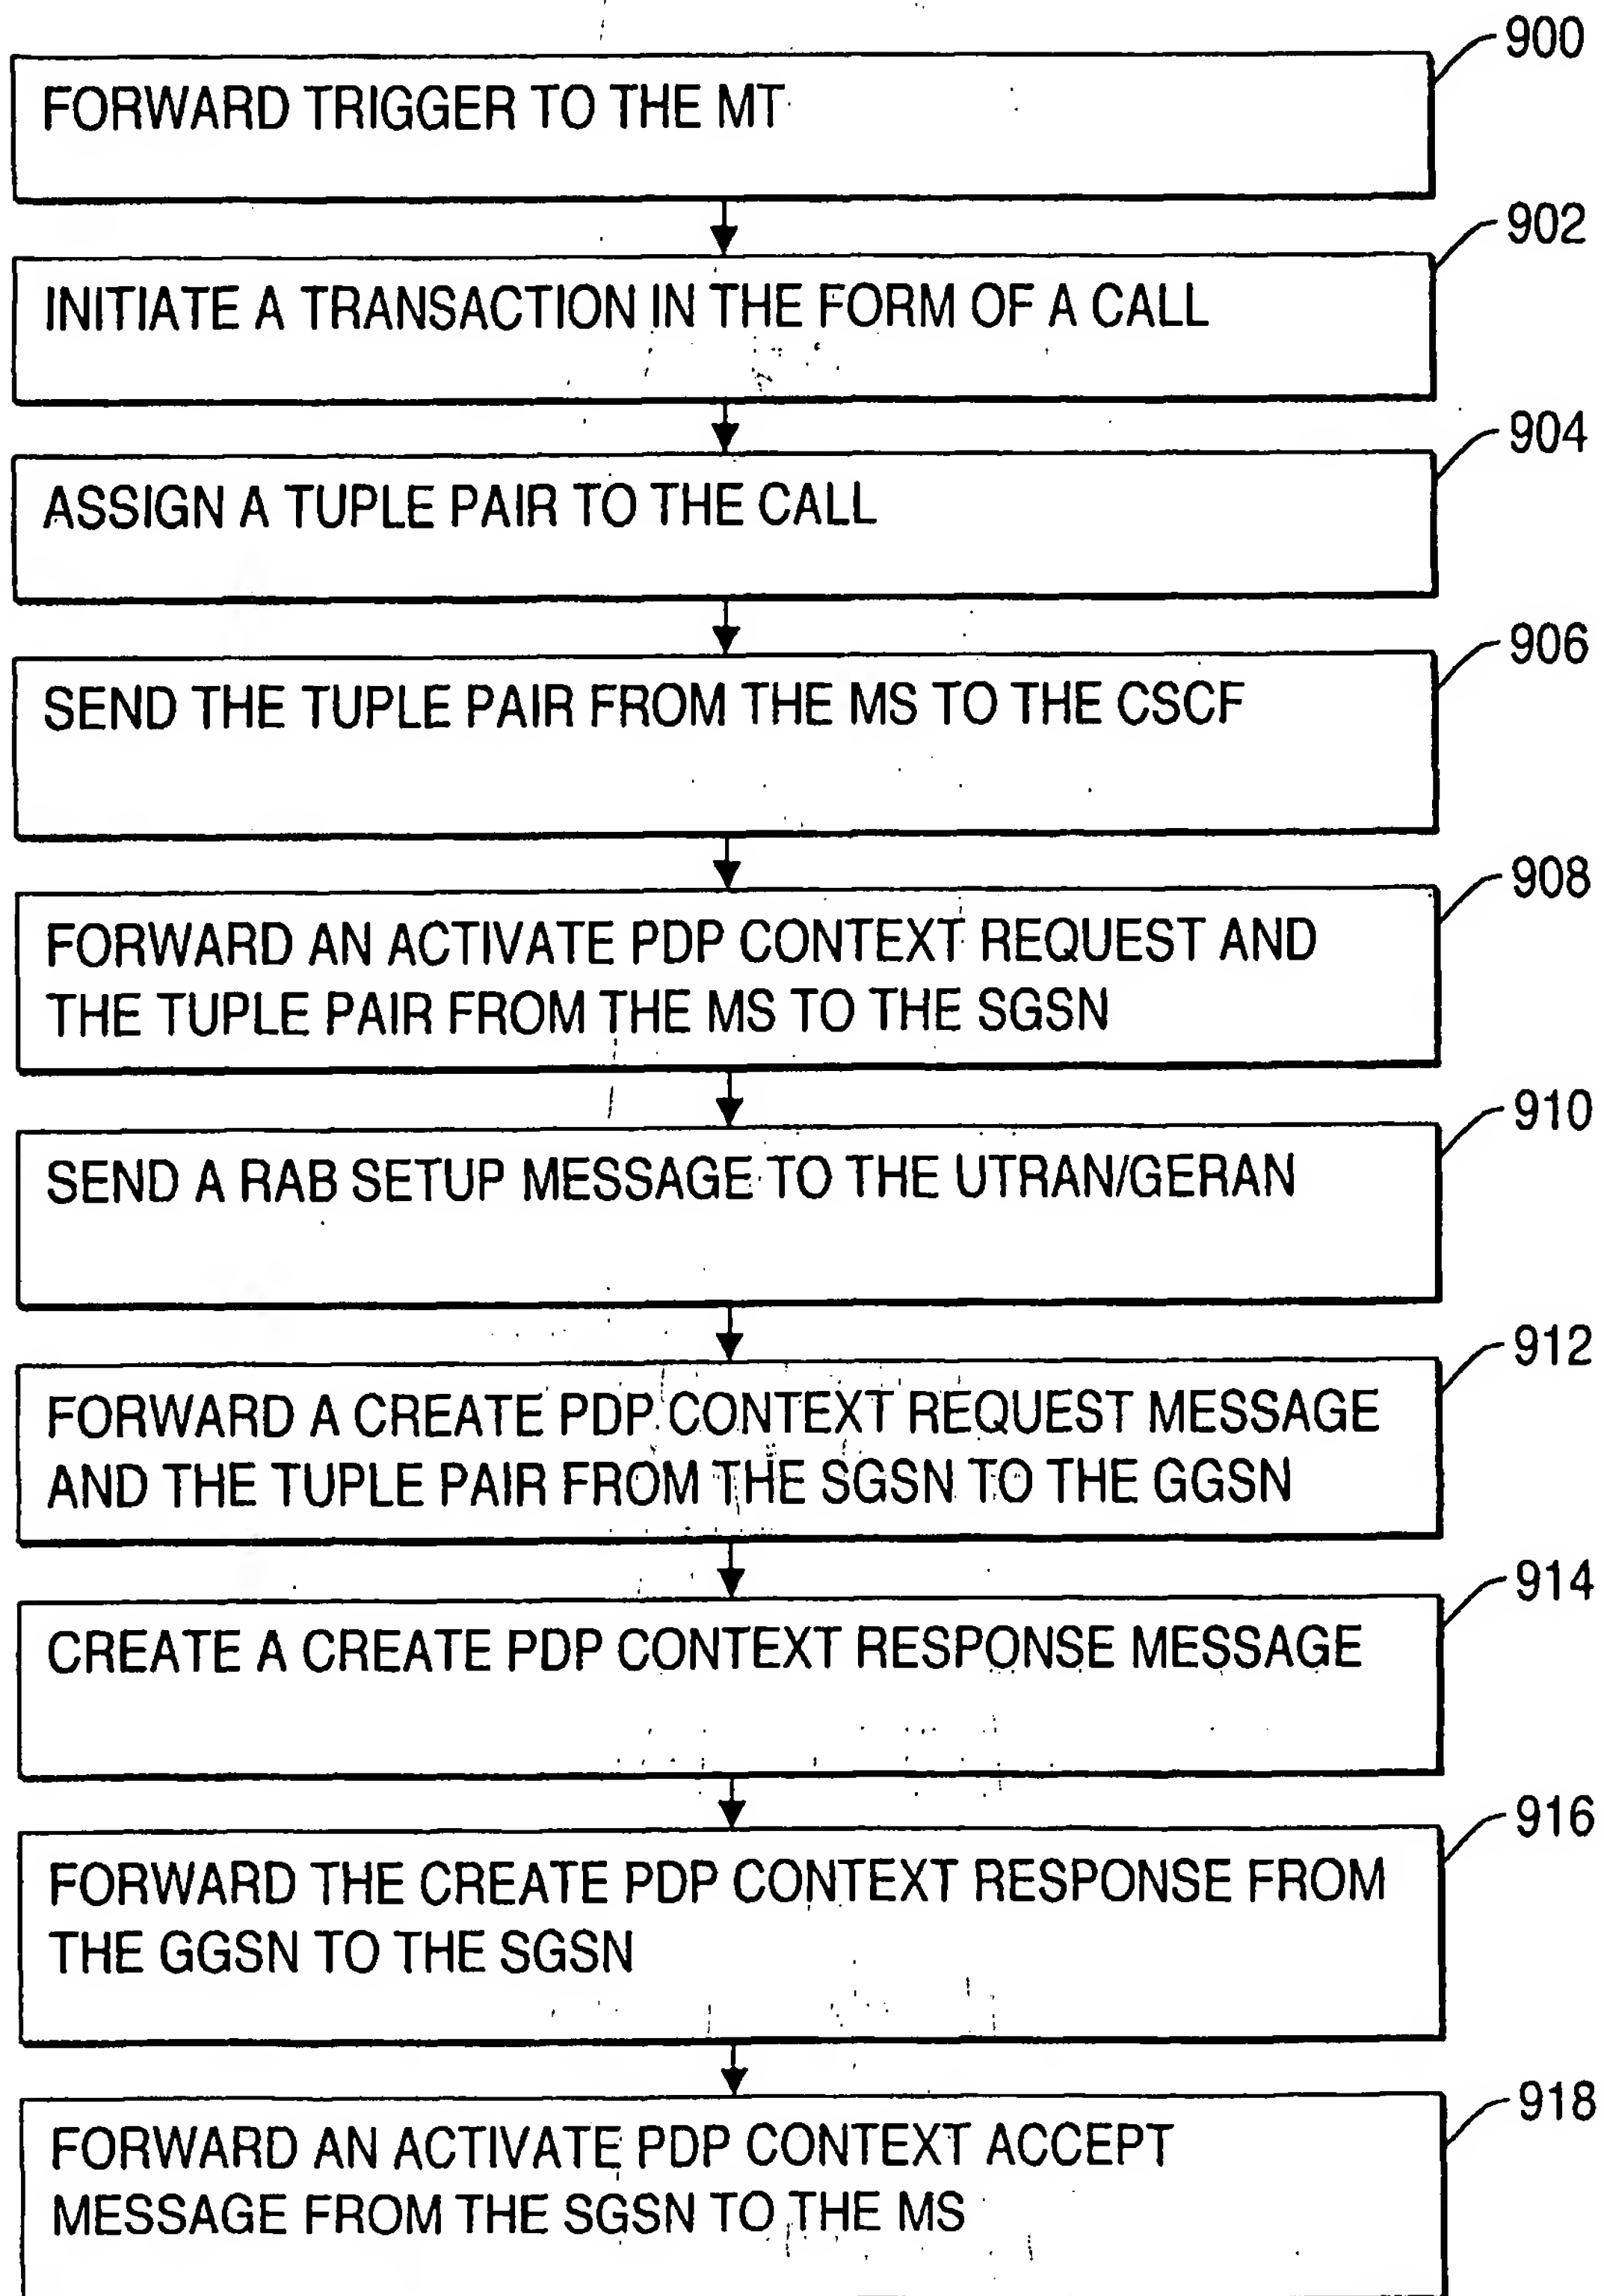 900
FORWARD TRIGGER TO THE MT
902
INITIATE A TRANSACTION IN THE FORM OF A CALL
904
ASSIGN A TUPLE PAIR TO THE CALL
906
SEND THE TUPLE PAIR FROM THE MS TO THE CSCF
908
FORWARD AN ACTIVATE PDP CONTEXT REQUEST AND
THE TUPLE PAIR FROM THE MS TO THE SGSN
910
SEND A RAB SETUP MESSAGE TO THE UTRAN/GERAN
912
FORWARD A CREATE PDP CONTEXT REQUEST MESSAGE
AND THE TUPLE PAIR FROM THE SGSN TO THE GGSN
914
CREATE A CREATE PDP CONTEXT RESPONSE MESSAGE
916
FORWARD THE CREATE PDP CONTEXT RESPONSE FROM
THE GGSN TO THE SGSN
918
FORWARD AN ACTIVATE PDP CONTEXT ACCEPT
MESSAGE FROM THE SGSN TO THE MS